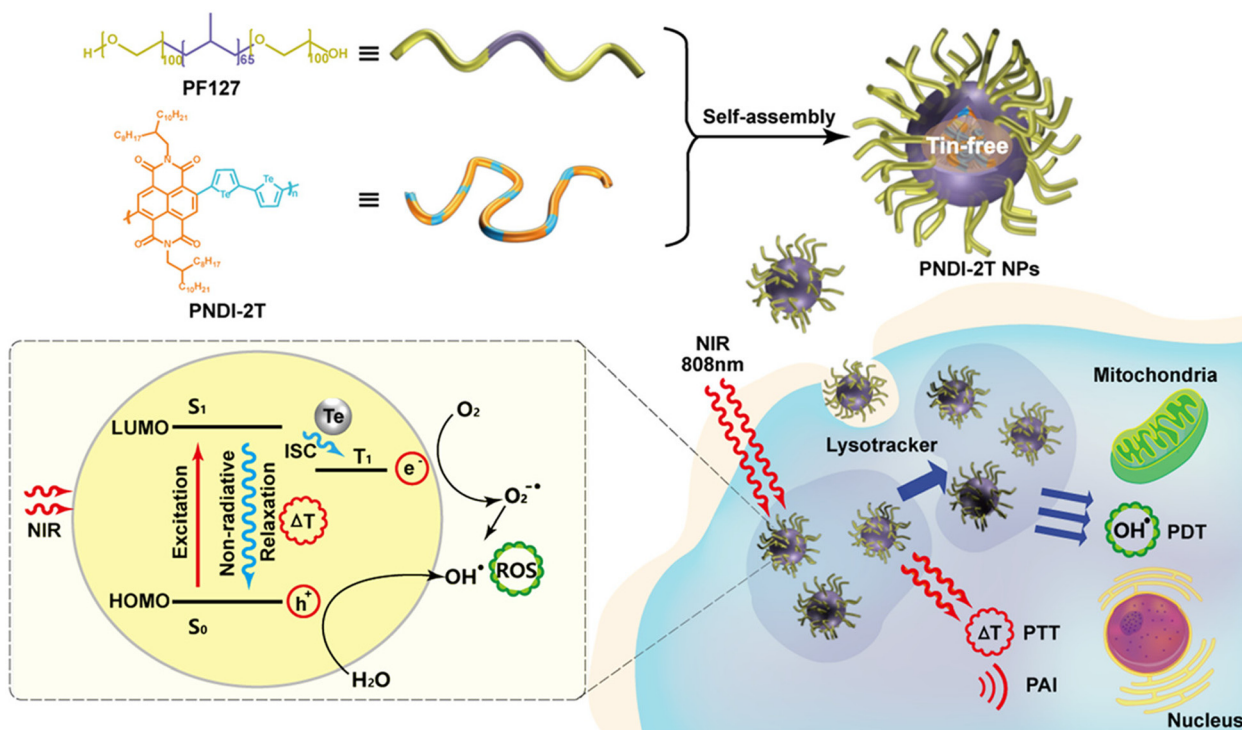 H
O
100
65
O
100
OH
≡
PF127
Self-assembly
Tin-free
PNDI-2T NPs
C₁₀H₂₁
C₈H₁₇
O
N
O
Te
Te
n
≡
O
N
O
C₈H₁₇
C₁₀H₂₁
PNDI-2T
NIR
808nm
Mitochondria
Lysotracker
OH• PDT
ΔT PTT
PAI
Nucleus
S₁
LUMO
Te
ISC
T₁
e⁻
O₂
O₂⁻•
NIR
Excitation
Non-radiative
Relaxation
ΔT
OH•
ROS
HOMO
h⁺
S₀
H₂O